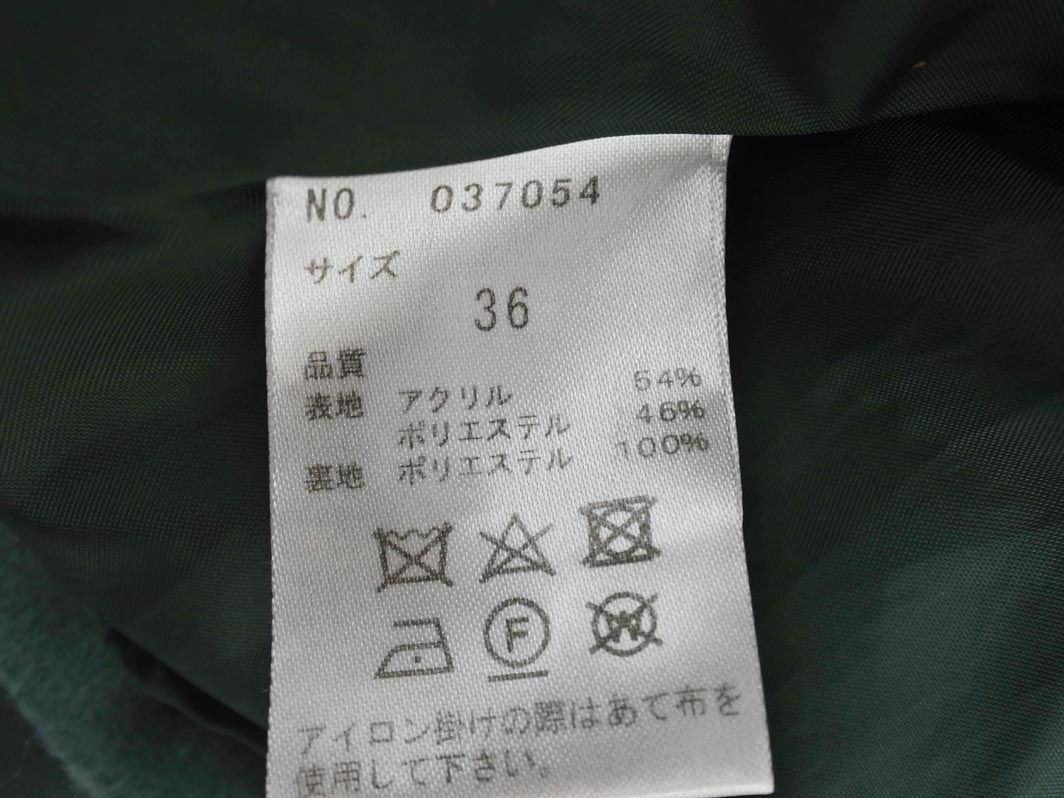 NO. 037054
サイズ
36
品質
表地 アクリル 54%
ポリエステル 46%
裏地 ポリエステル 100%
F
W
アイロン掛けの際はあて布を
使用して下さい。